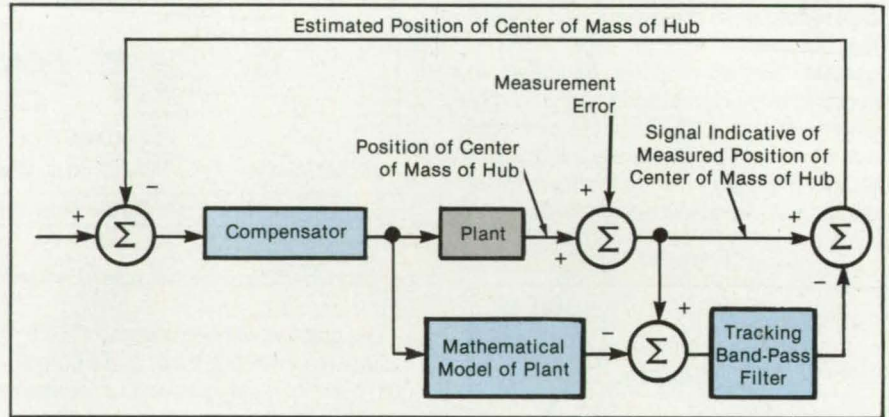 Estimated Position of Center of Mass of Hub
Measurement
Error
Position of Center
of Mass of Hub
Signal Indicative of
Measured Position of
Center of Mass of Hub
−
+
Σ
Compensator
Plant
+
+
Σ
+
Σ
−
Mathematical
Model of Plant
−
+
Σ
Tracking
Band-Pass
Filter